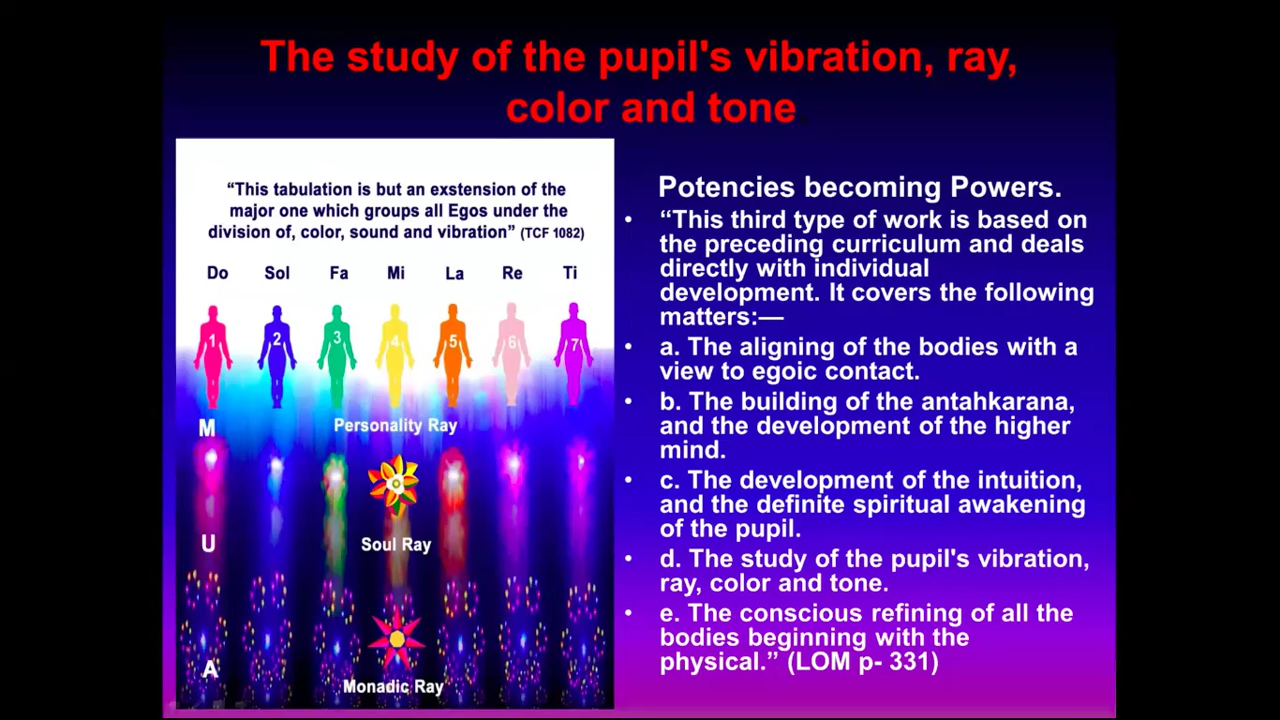 The study of the pupil's vibration, ray,
color and tone.
“This tabulation is but an exstension of the
major one which groups all Egos under the
division of, color, sound and vibration” (TCF 1082)
Do Sol Fa Mi La Re Ti
1 2 3 4 5 6 7
M
Personality Ray
U
Soul Ray
A
Monadic Ray
Potencies becoming Powers.
• “This third type of work is based on
the preceding curriculum and deals
directly with individual
development. It covers the following
matters:—
• a. The aligning of the bodies with a
view to egoic contact.
• b. The building of the antahkarana,
and the development of the higher
mind.
• c. The development of the intuition,
and the definite spiritual awakening
of the pupil.
• d. The study of the pupil's vibration,
ray, color and tone.
• e. The conscious refining of all the
bodies beginning with the
physical.” (LOM p- 331)